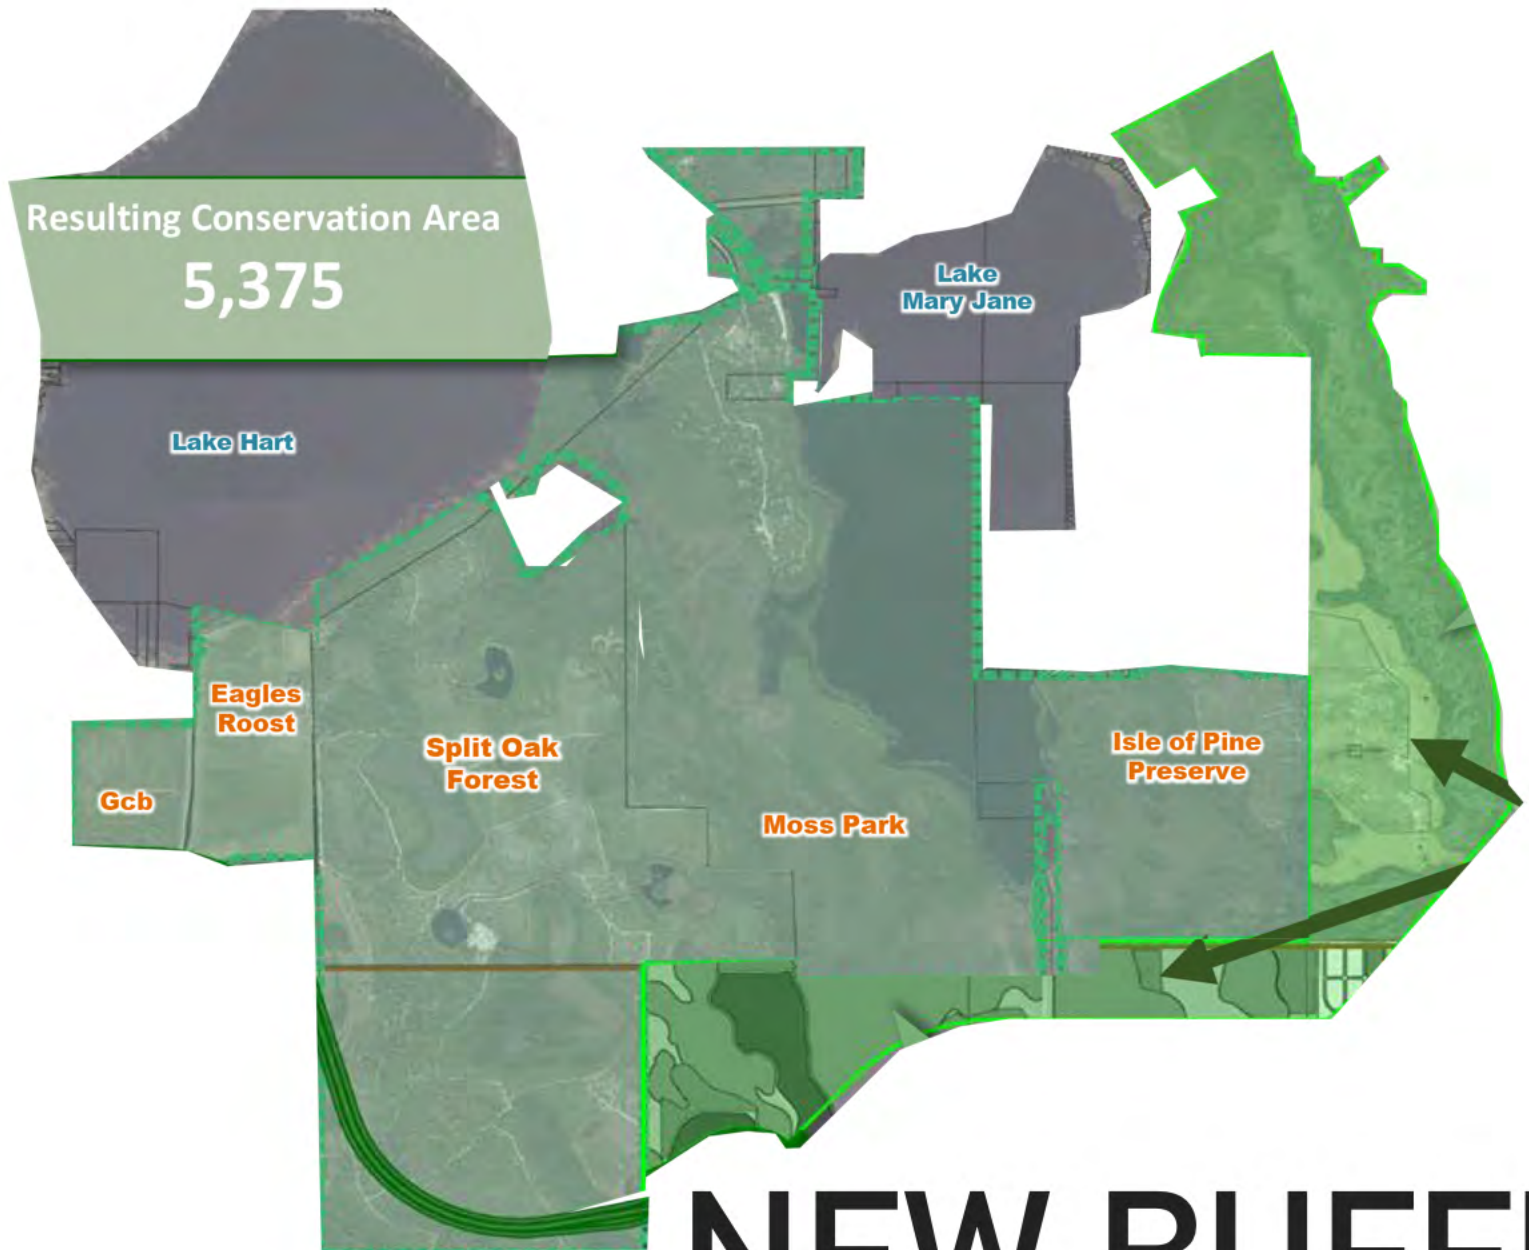 Resulting Conservation Area
5,375
Lake
Mary Jane
Lake Hart
Eagles
Roost
Split Oak
Forest
Isle of Pine
Preserve
Gcb
Moss Park
NEW